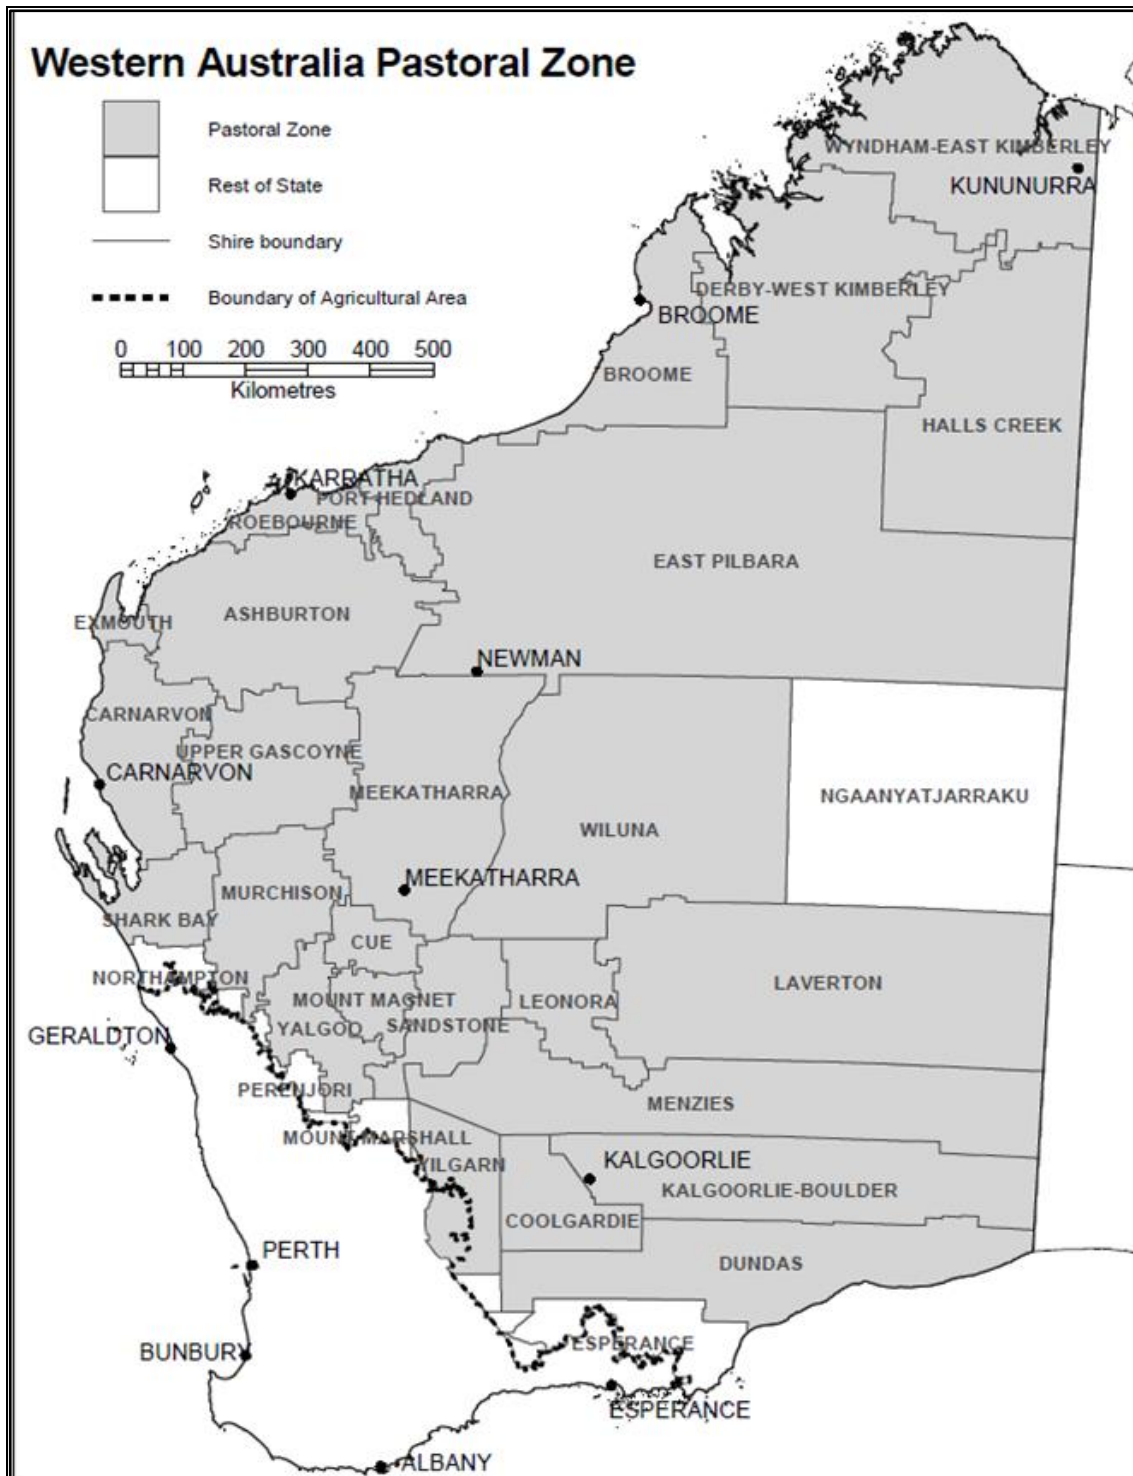 Western Australia Pastoral Zone
Pastoral Zone
Rest of State
Shire boundary
Boundary of Agricultural Area
0 100 200 300 400 500
Kilometres
WYNDHAM-EAST KIMBERLEY
KUNUNURRA
DERBY-WEST KIMBERLEY
BROOME
BROOME
HALLS CREEK
KARRATHA
PORT HEDLAND
ROEBOURNE
EAST PILBARA
ASHBURTON
EXMOUTH
NEWMAN
CARNARVON
UPPER GASCOYNE
CARNARVON
MEEKATHARRA
NGAANYATJARRAKU
WILUNA
MEEKATHARRA
MURCHISON
SHARK BAY
CUE
NORTHAMPTON
LAVERTON
MOUNT MAGNET
LEONORA
SANDSTONE
YALGOO
GERALDTON
PERENJORI
MENZIES
MOUNT MARSHALL
YILGARN
KALGOORLIE
KALGOORLIE-BOULDER
COOLGARDIE
PERTH
DUNDAS
ESPERANCE
BUNBURY
ESPERANCE
ALBANY